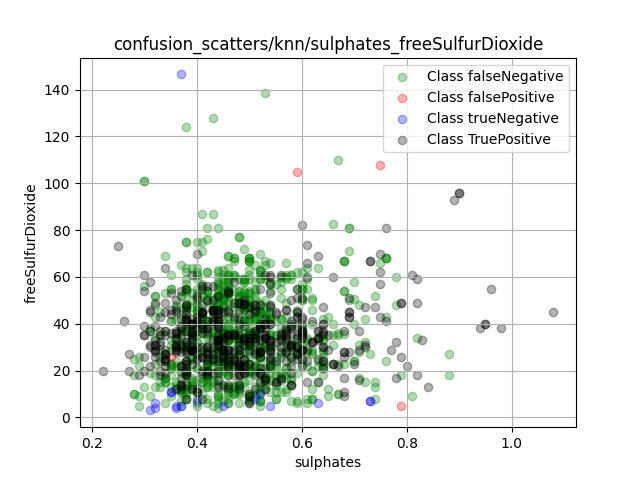 confusion_scatters/knn/sulphates_freeSulfurDioxide
Class falseNegative
Class falsePositive
Class trueNegative
Class TruePositive
freeSulfurDioxide
140
120
100
80
60
40
20
0
0.2 0.4 0.6 0.8 1.0
sulphates